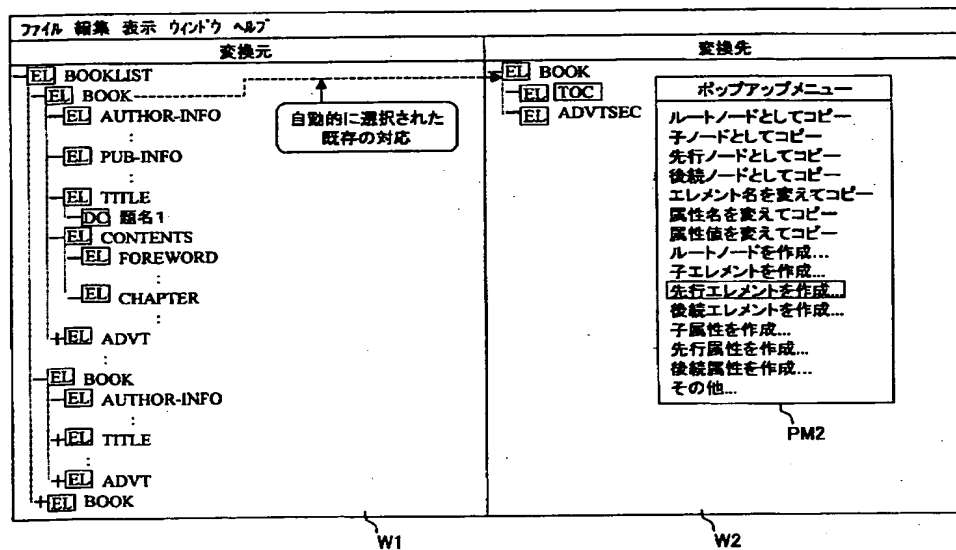 ファイル 編集 表示 ウィンドウ ヘルプ
変換元
変換先
EL BOOKLIST
EL BOOK
自動的に選択された
既存の対応
EL AUTHOR-INFO
:
EL PUB-INFO
:
EL TITLE
DC 題名1
EL CONTENTS
EL FOREWORD
:
EL CHAPTER
:
+EL ADVT
:
EL BOOK
EL AUTHOR-INFO
:
+EL TITLE
:
+EL ADVT
+EL BOOK
EL BOOK
EL TOC
EL ADVTSEC
ポップアップメニュー
ルートノードとしてコピー
子ノードとしてコピー
先行ノードとしてコピー
後続ノードとしてコピー
エレメント名を変えてコピー
属性名を変えてコピー
属性値を変えてコピー
ルートノードを作成...
子エレメントを作成...
先行エレメントを作成...
後続エレメントを作成...
子属性を作成...
先行属性を作成...
後続属性を作成...
その他...
PM2
W1
W2